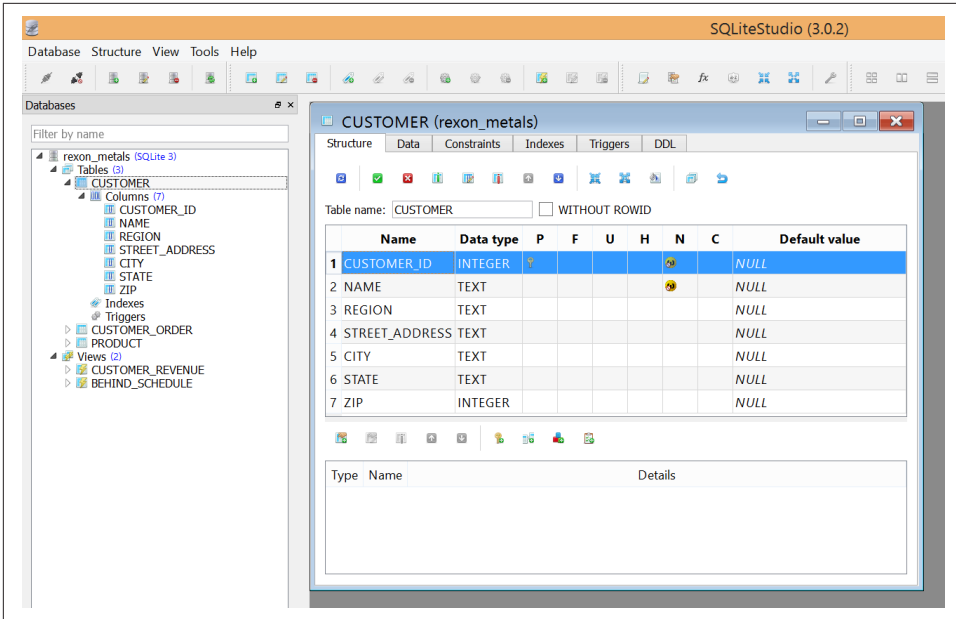 SQLiteStudio (3.0.2)
Database Structure View Tools Help
fx
Databases
Filter by name
rexon_metals (SQLite 3)
Tables (3)
CUSTOMER
Columns (7)
CUSTOMER_ID
NAME
REGION
STREET_ADDRESS
CITY
STATE
ZIP
Indexes
Triggers
CUSTOMER_ORDER
PRODUCT
Views (2)
CUSTOMER_REVENUE
BEHIND_SCHEDULE
CUSTOMER (rexon_metals)
Structure Data Constraints Indexes Triggers DDL
Table name: CUSTOMER WITHOUT ROWID
Name Data type P F U H N C Default value
1 CUSTOMER_ID INTEGER NULL
2 NAME TEXT NULL
3 REGION TEXT NULL
4 STREET_ADDRESS TEXT NULL
5 CITY TEXT NULL
6 STATE TEXT NULL
7 ZIP INTEGER NULL
Type Name Details